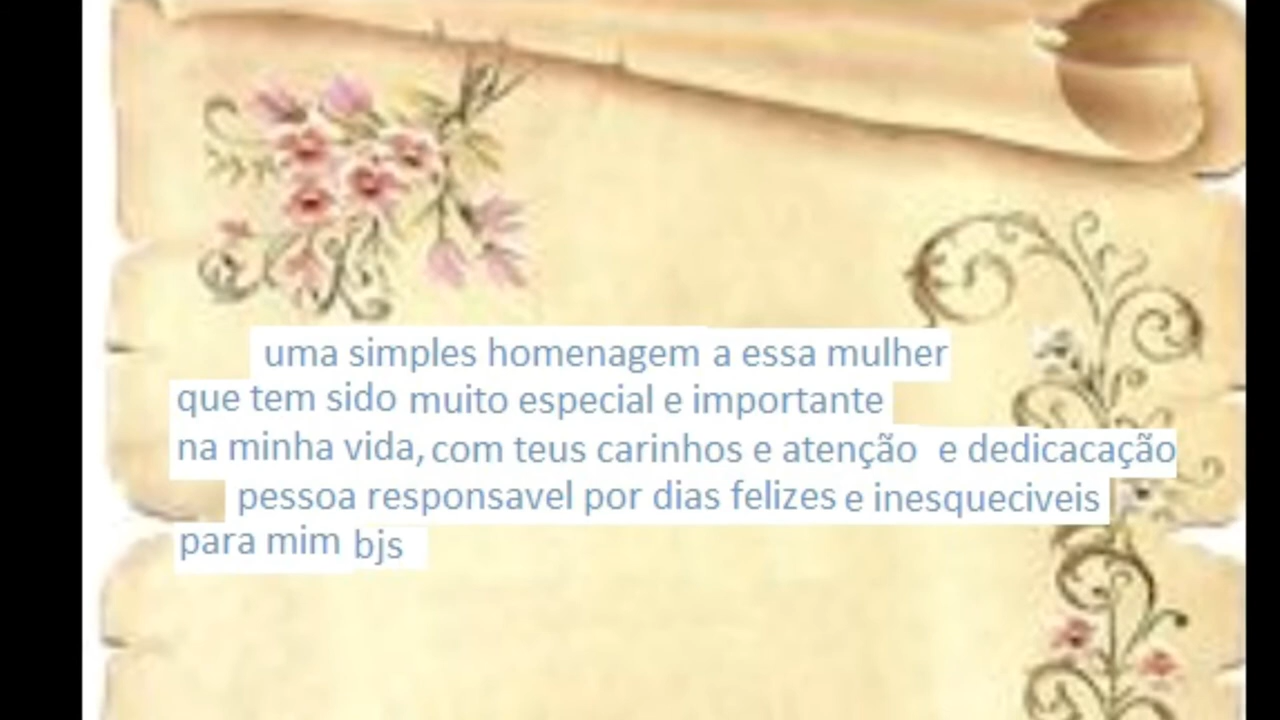 uma simples homenagem a essa mulher
que tem sido muito especial e importante
na minha vida, com teus carinhos e atenção e dedicacação
pessoa responsavel por dias felizes e inesqueciveis
para mim bjs